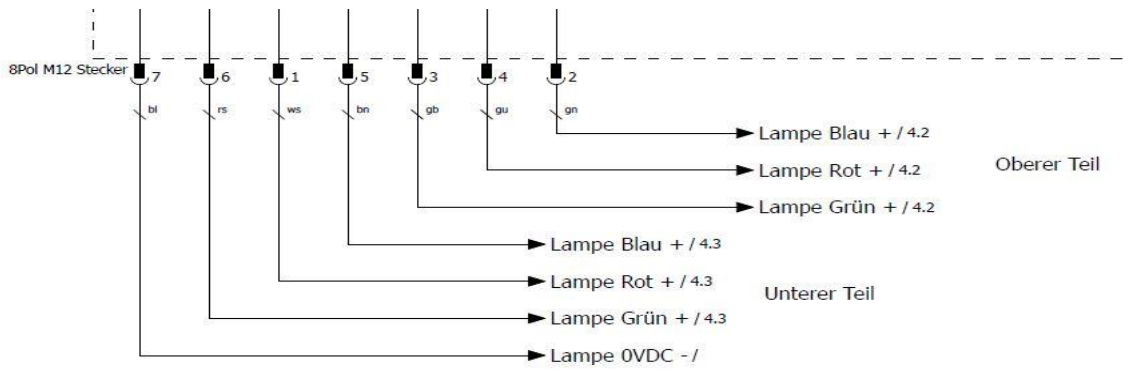 8Pol M12 Stecker 7 6 1 5 3 4 2
bl rs ws bn gb gu gn
Lampe Blau + / 4.2
Lampe Rot + / 4.2
Oberer Teil
Lampe Grün + / 4.2
Lampe Blau + / 4.3
Lampe Rot + / 4.3
Unterer Teil
Lampe Grün + / 4.3
Lampe 0VDC - /